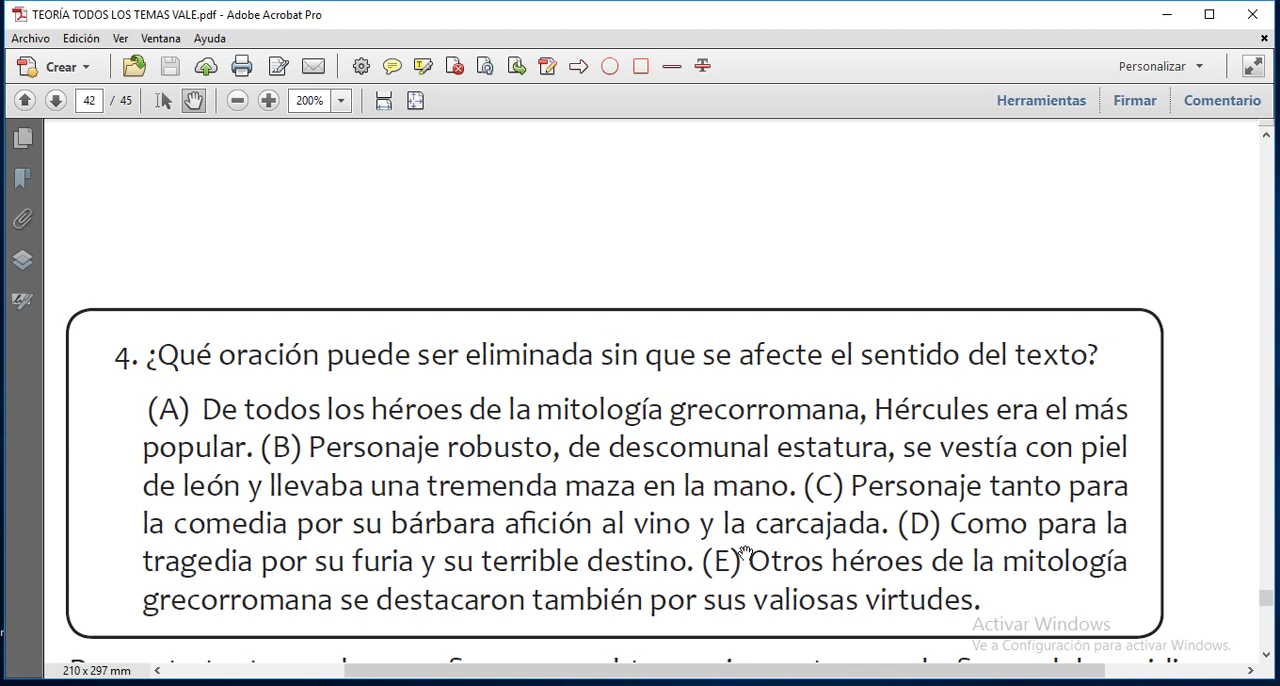 TEORÍA TODOS LOS TEMAS VALE.pdf - Adobe Acrobat Pro
Archivo Edición Ver Ventana Ayuda
Crear Personalizar
42 / 45 200% Herramientas Firmar Comentario
4. ¿Qué oración puede ser eliminada sin que se afecte el sentido del texto?
(A) De todos los héroes de la mitología grecorromana, Hércules era el más
popular. (B) Personaje robusto, de descomunal estatura, se vestía con piel
de león y llevaba una tremenda maza en la mano. (C) Personaje tanto para
la comedia por su bárbara afición al vino y la carcajada. (D) Como para la
tragedia por su furia y su terrible destino. (E) Otros héroes de la mitología
grecorromana se destacaron también por sus valiosas virtudes.
Activar Windows
Ve a Configuración para activar Windows.
210 x 297 mm